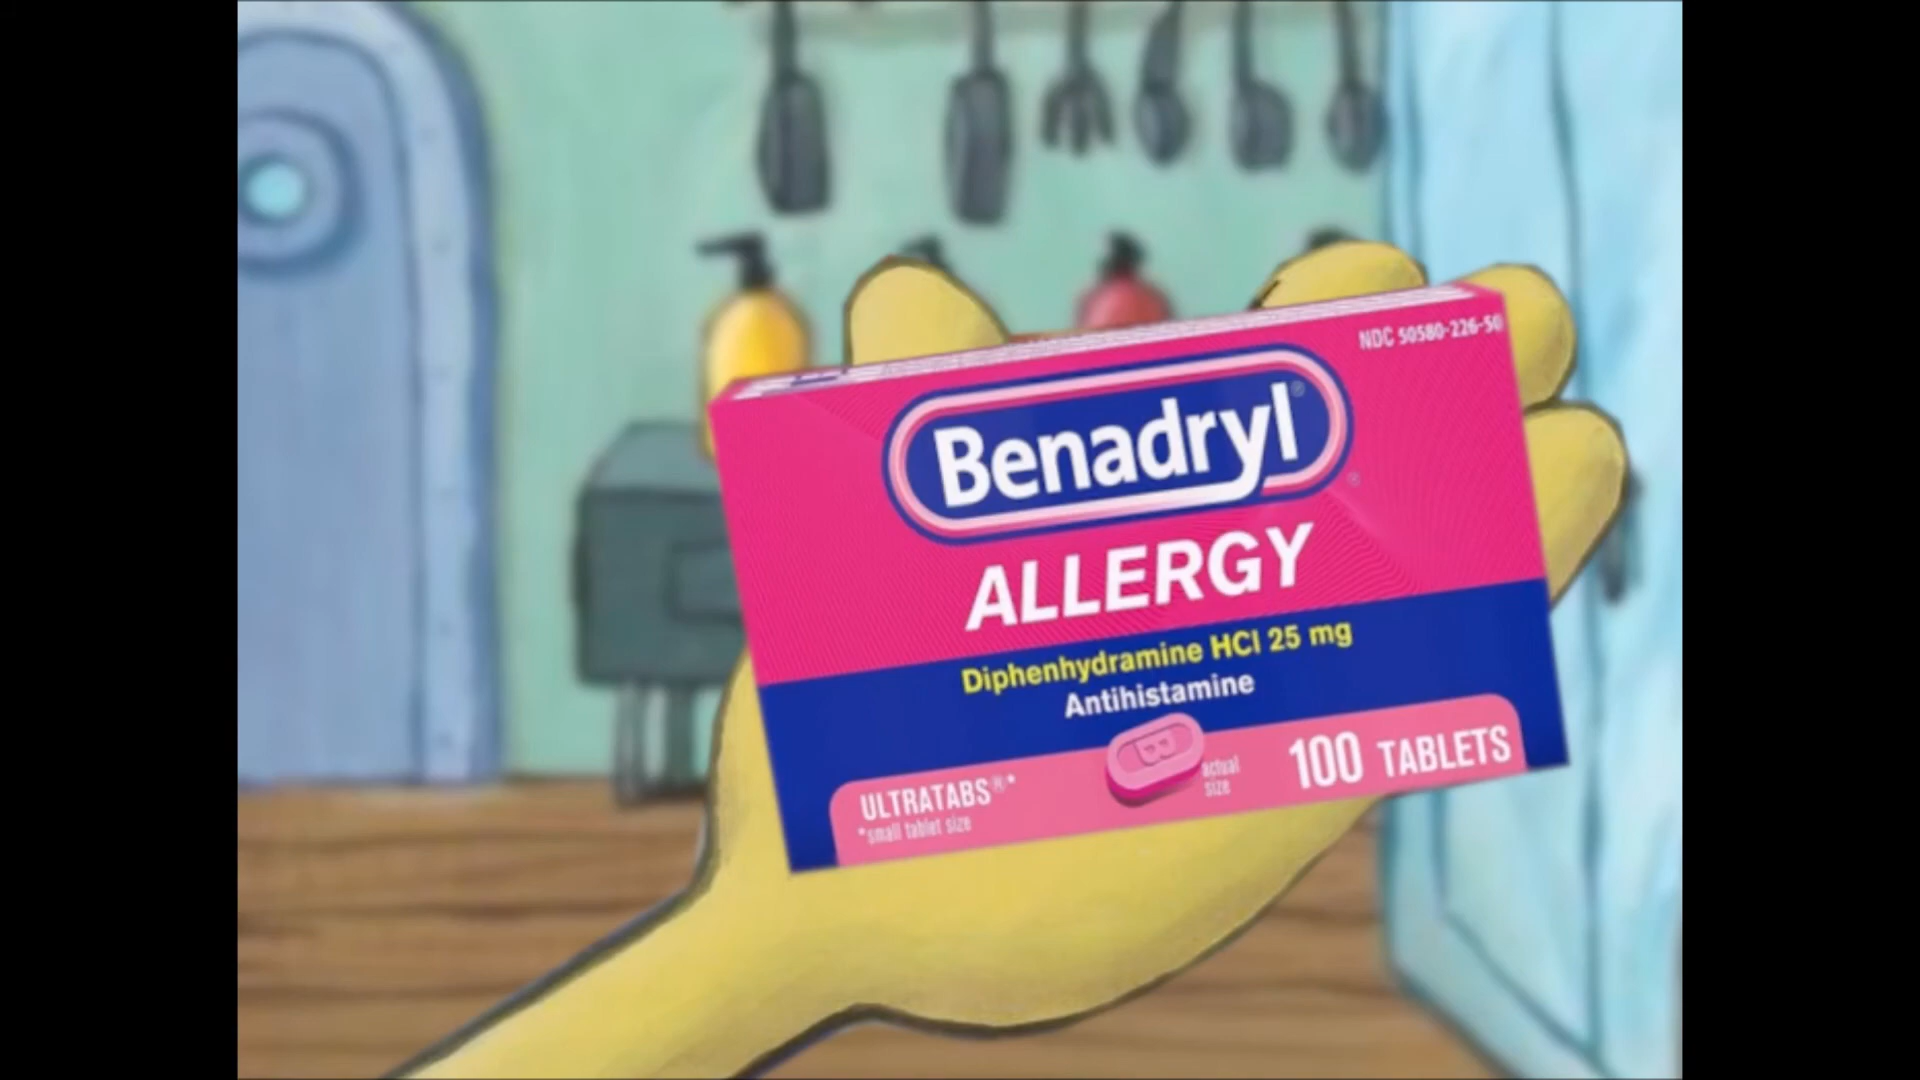 NDC 50580-226-50
Benadryl®
ALLERGY
Diphenhydramine HCl 25 mg
Antihistamine
ULTRATABS®*
*small tablet size
B
actual
size
100 TABLETS